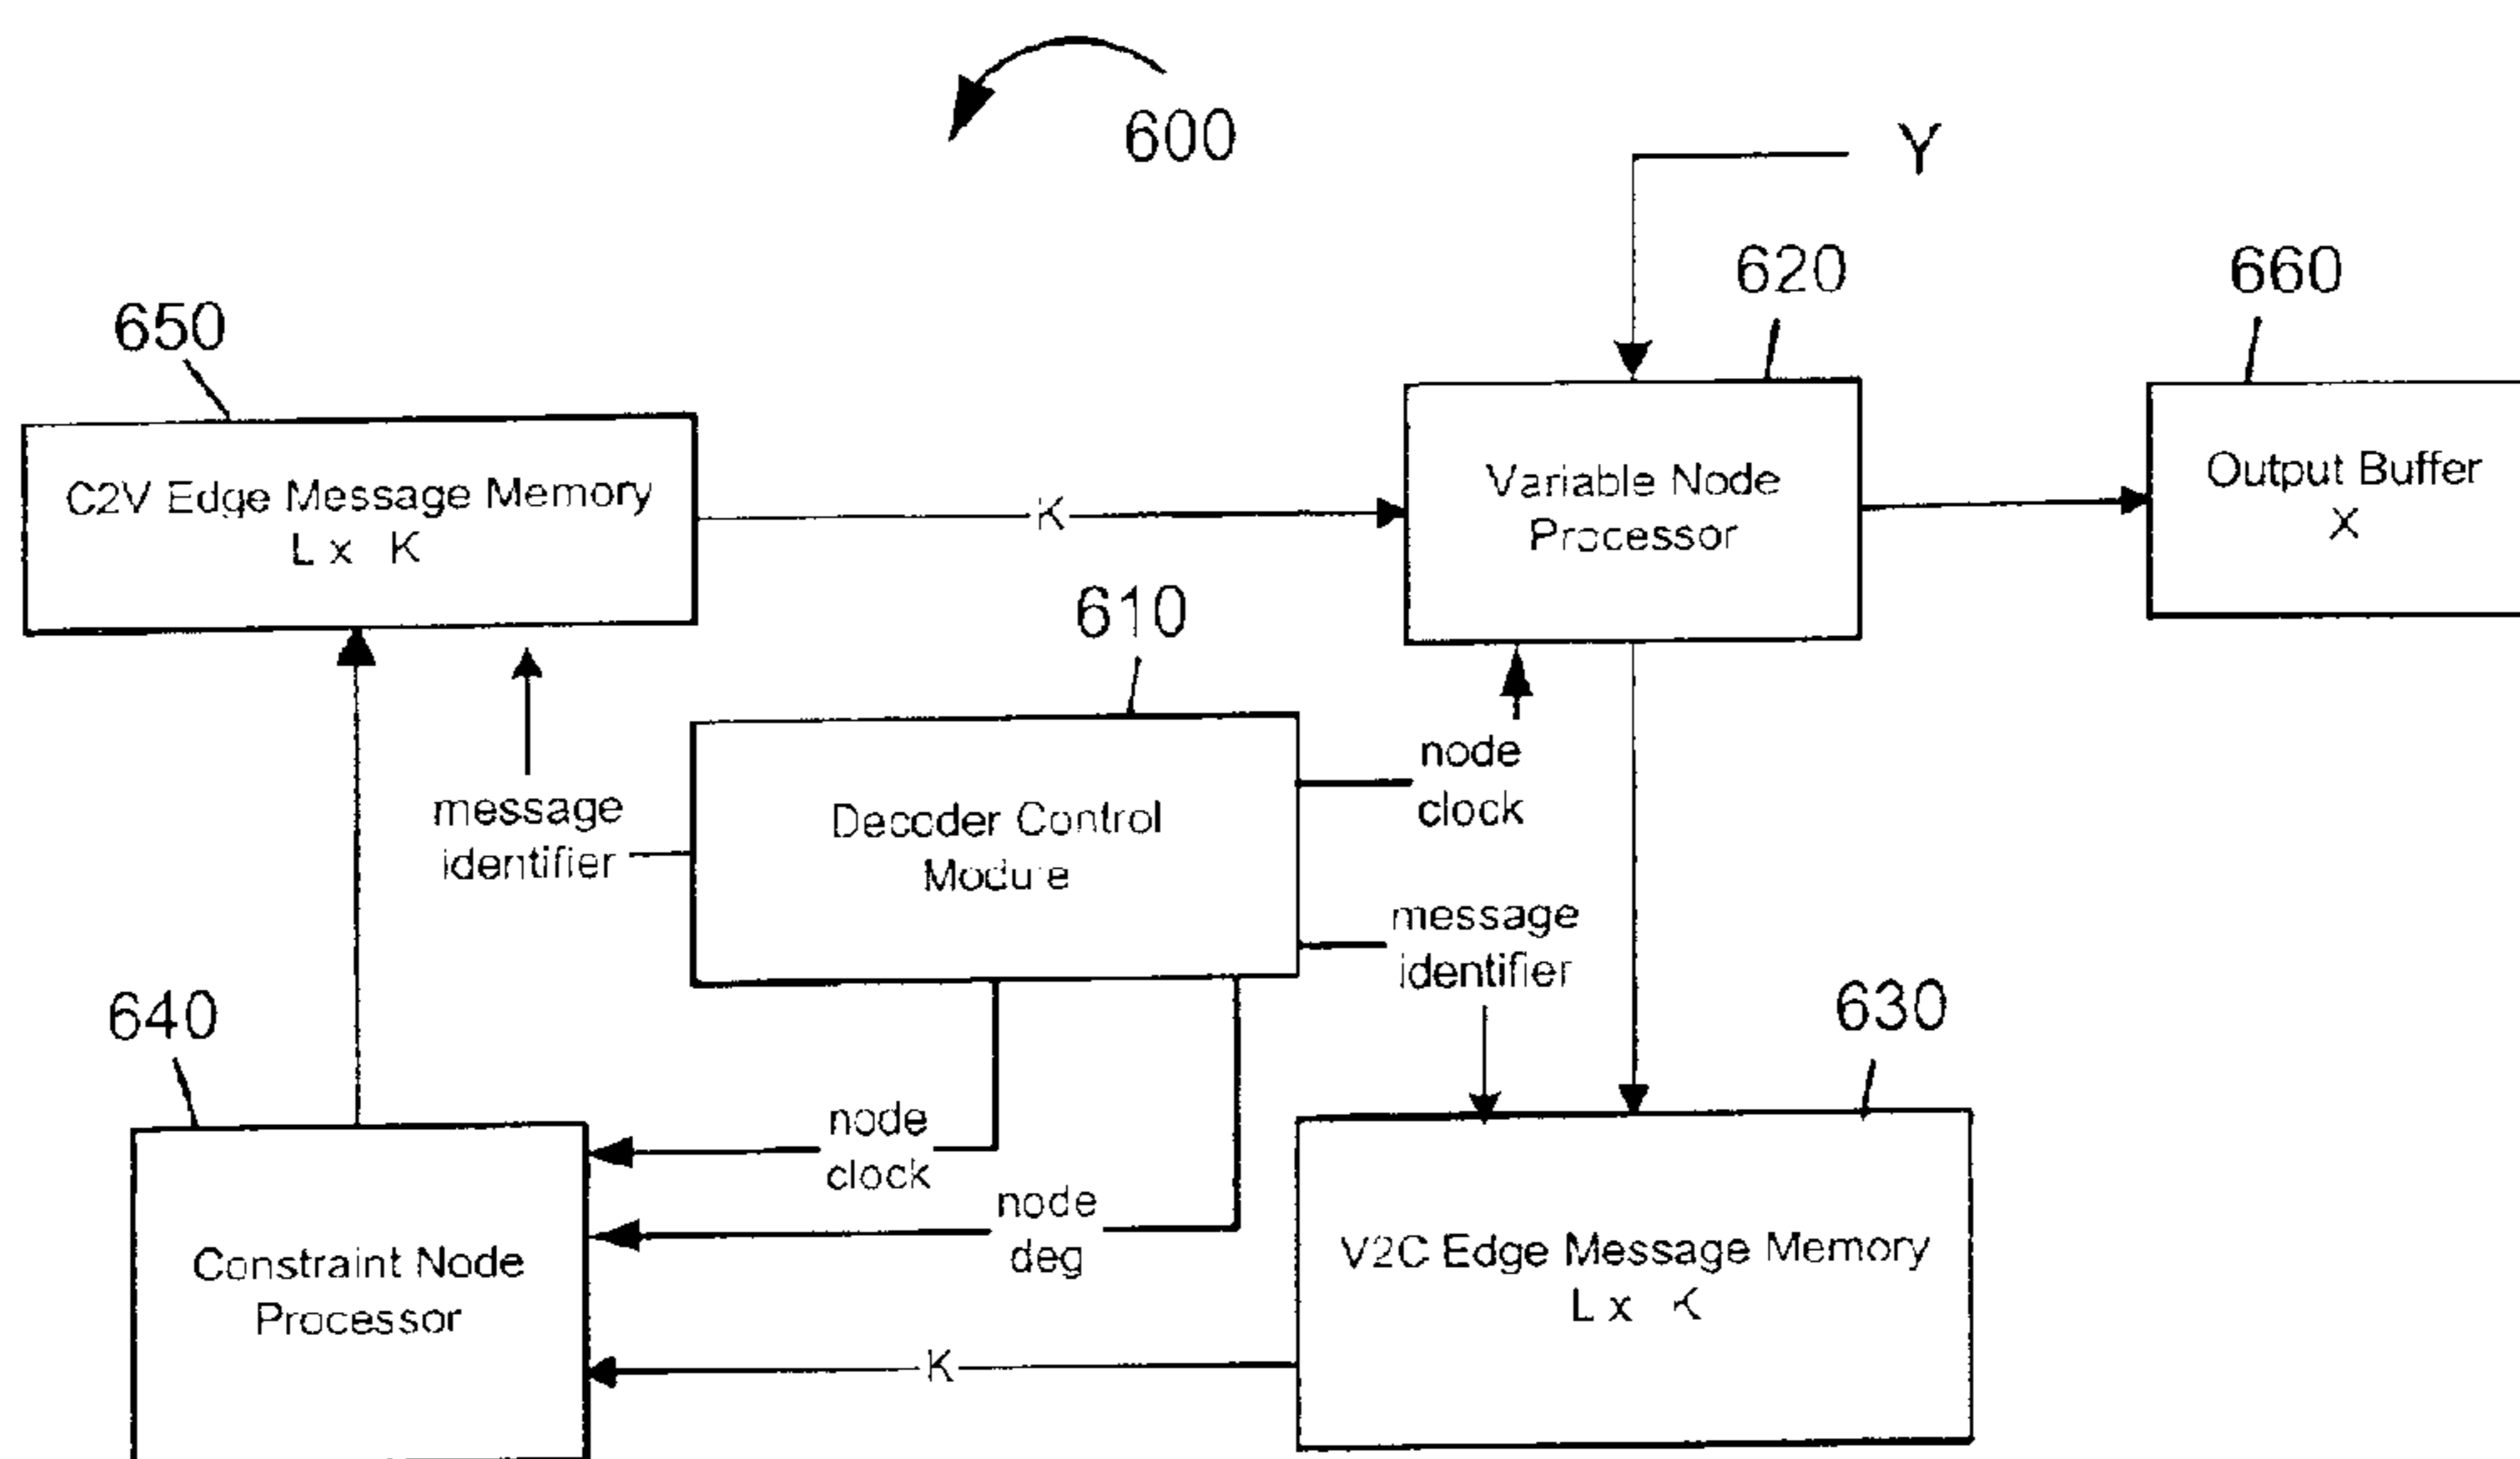 600
Y
620
660
650
C2V Edge Message Memory
L x K
K
Variable Node
Processor
Output Buffer
X
610
node
clock
message
identifier
Decoder Control
Module
message
identifier
640
630
node
clock
node
deg
Constraint Node
Processor
V2C Edge Message Memory
L x K
K